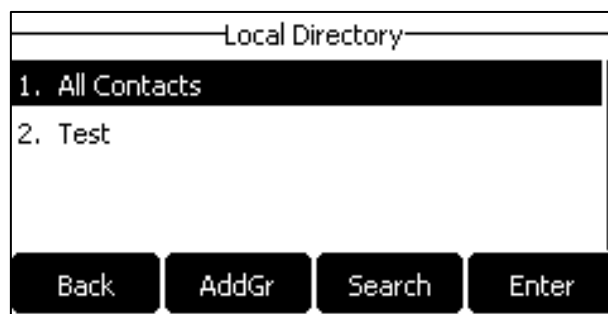 Local Directory
1. All Contacts
2. Test
Back AddGr Search Enter